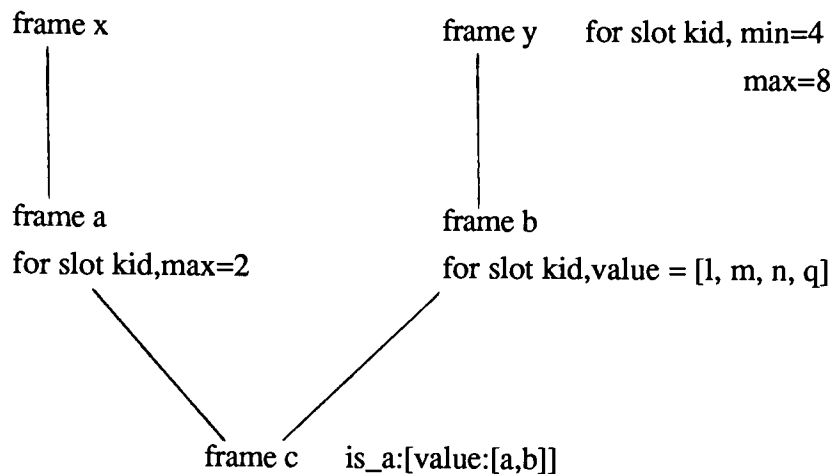 frame x
frame y for slot kid, min=4
max=8
frame a
for slot kid,max=2
frame b
for slot kid,value = [l, m, n, q]
frame c is_a:[value:[a,b]]